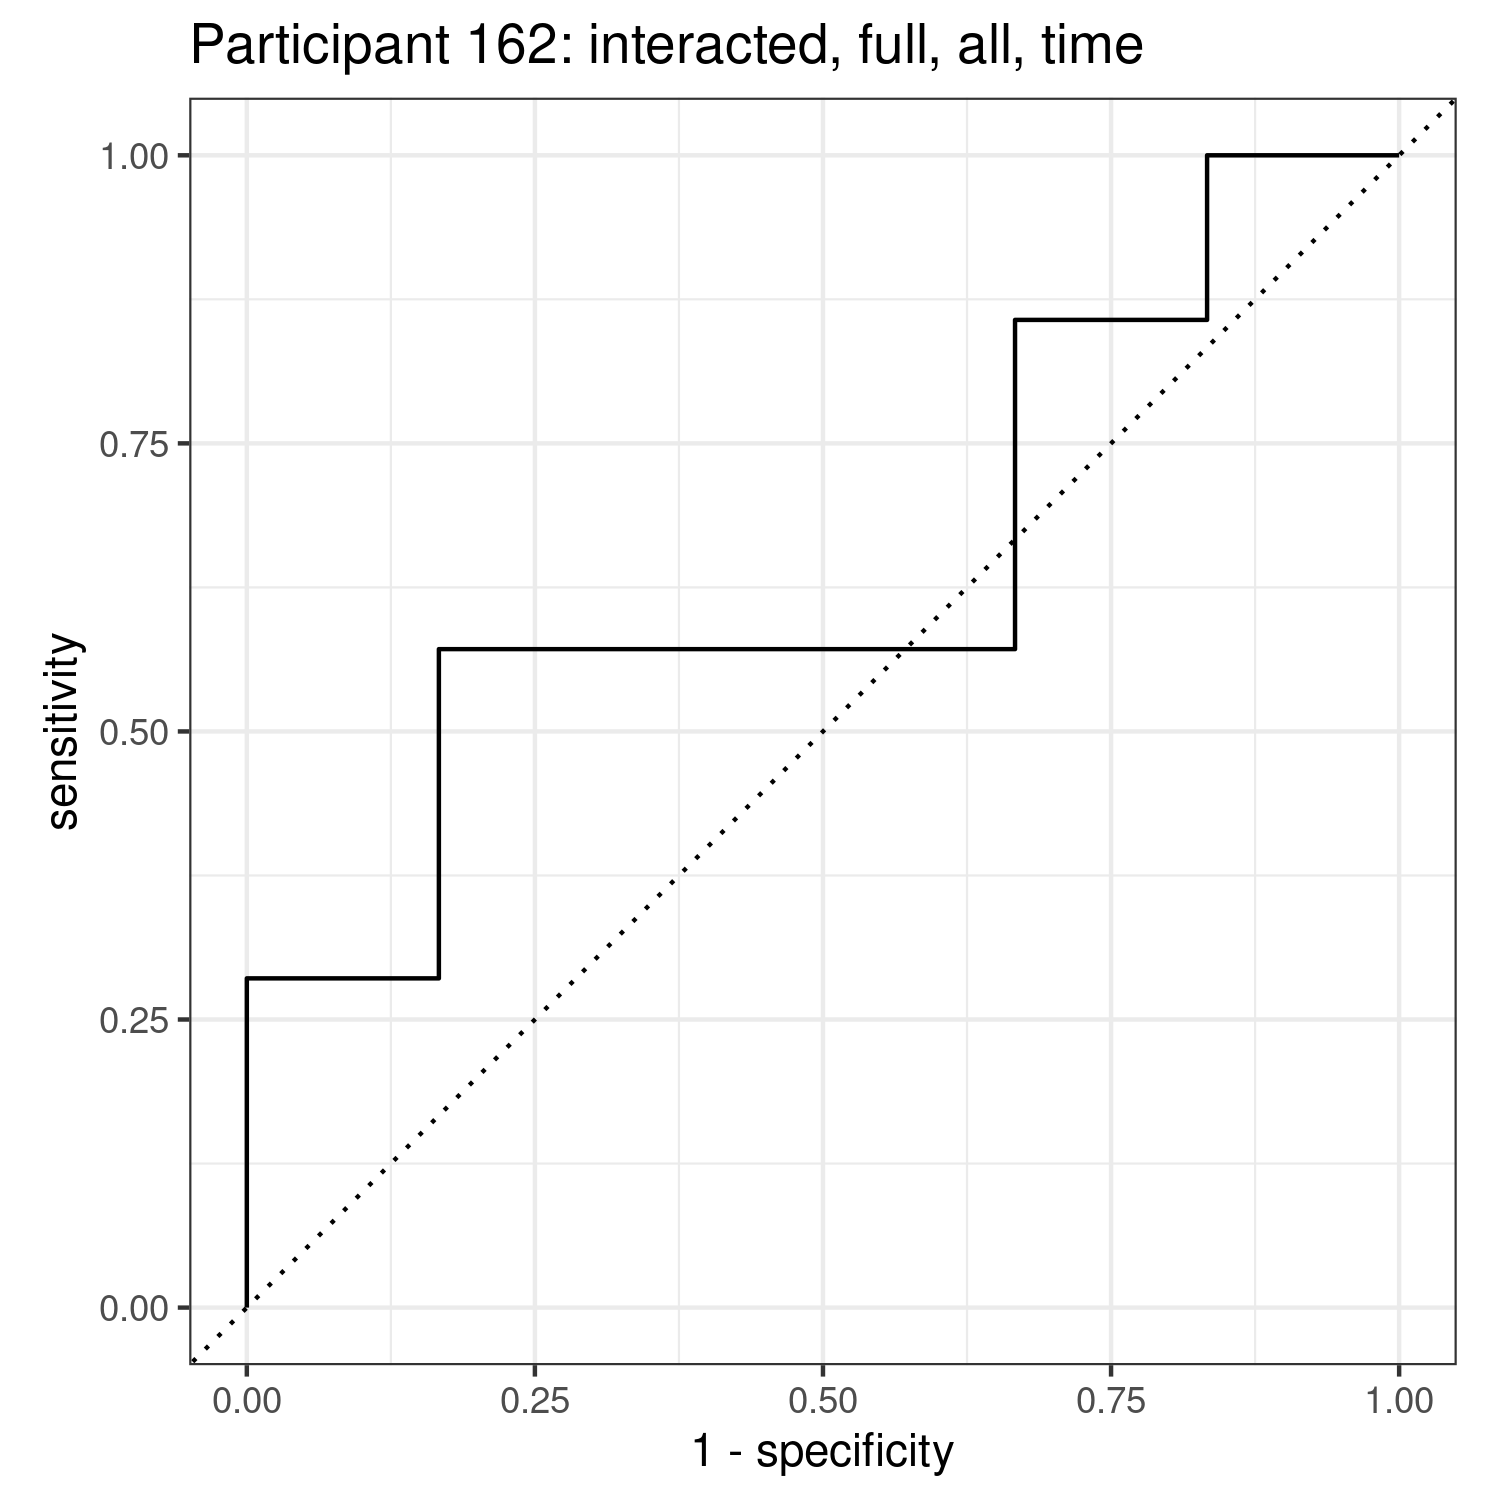 Participant 162: interacted, full, all, time
1.00
0.75
0.50
0.25
0.00
sensitivity
0.00 0.25 0.50 0.75 1.00
1 - specificity